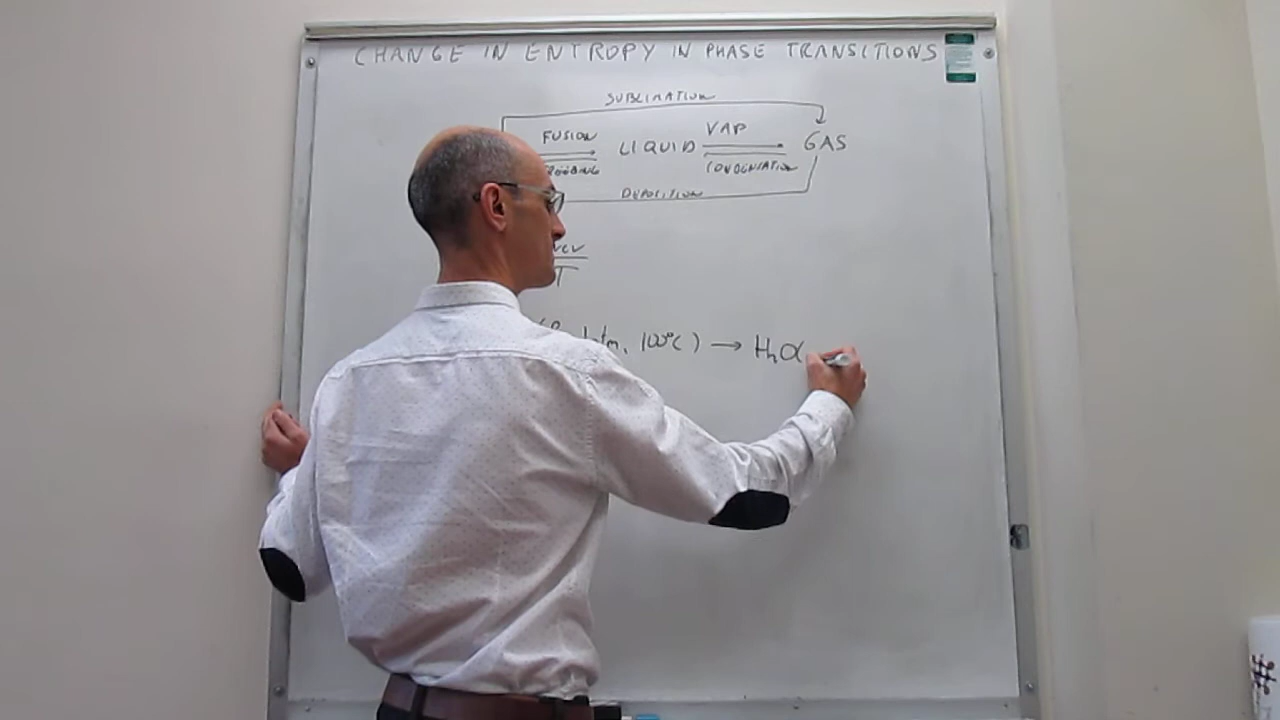 CHANGE IN ENTROPY IN PHASE TRANSITIONS
SUBLIMATION
FUSION LIQUID VAP GAS
CONDENSATION
DEPOSITION
T
atm, 100°C) → H₂O